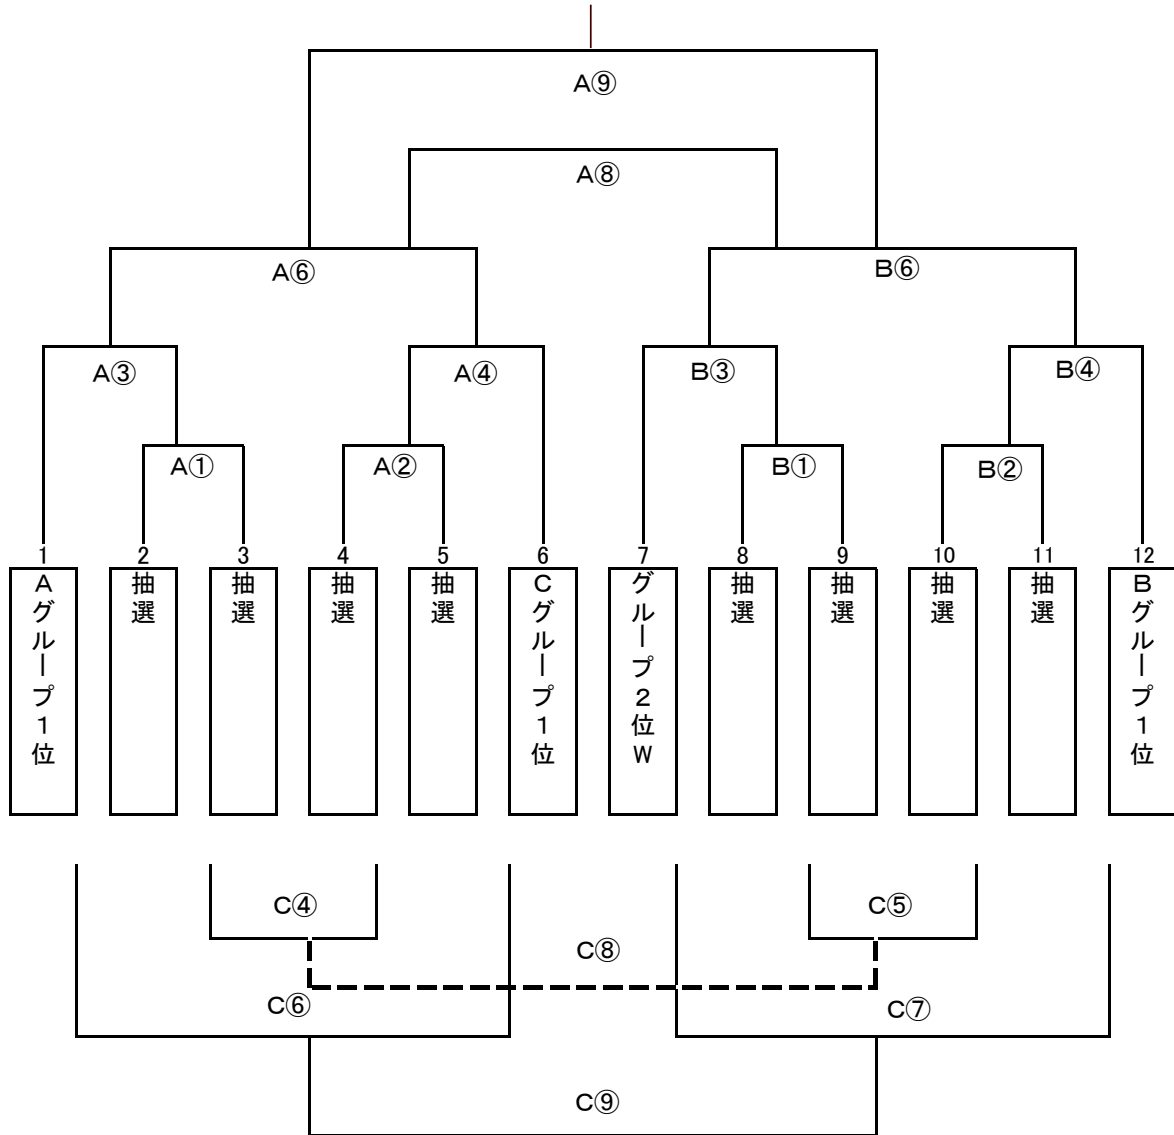 A⑨
A⑧
A⑥
B⑥
A③
A④
B③
B④
A①
A②
B①
B②
1
2
3
4
5
6
7
8
9
10
11
12
Aグループ1位
抽選
抽選
抽選
抽選
Cグループ1位
グループ2位W
抽選
抽選
抽選
抽選
Bグループ1位
C④
C⑤
C⑧
C⑥
C⑦
C⑨